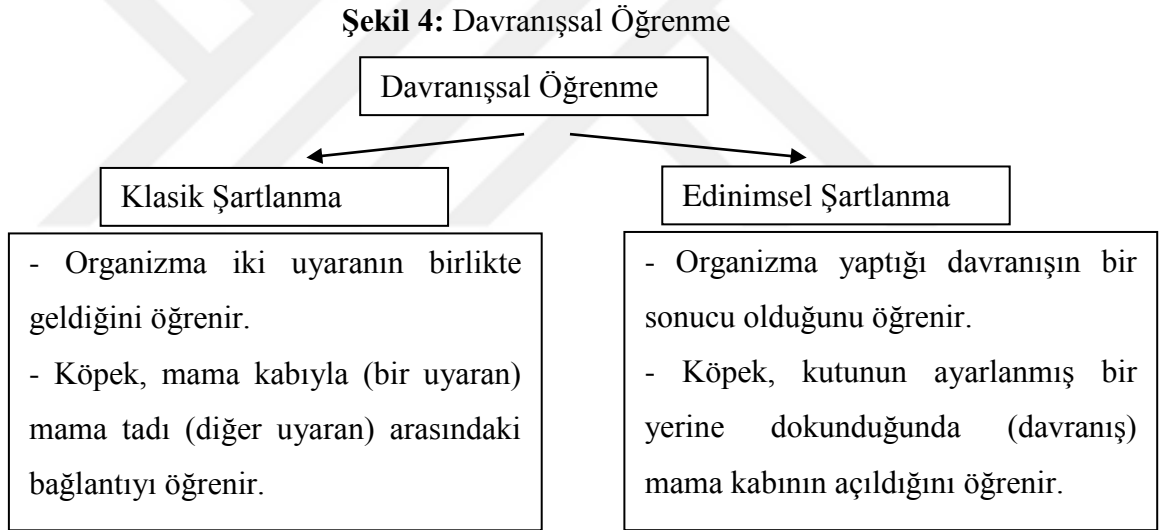 Şekil 4: Davranışsal Öğrenme
Davranışsal Öğrenme
Klasik Şartlanma
- Organizma iki uyaranın birlikte
geldiğini öğrenir.
- Köpek, mama kabıyla (bir uyaran)
mama tadı (diğer uyaran) arasındaki
bağlantıyı öğrenir.
Edinimsel Şartlanma
- Organizma yaptığı davranışın bir
sonucu olduğunu öğrenir.
- Köpek, kutunun ayarlanmış bir
yerine dokunduğunda (davranış)
mama kabının açıldığını öğrenir.